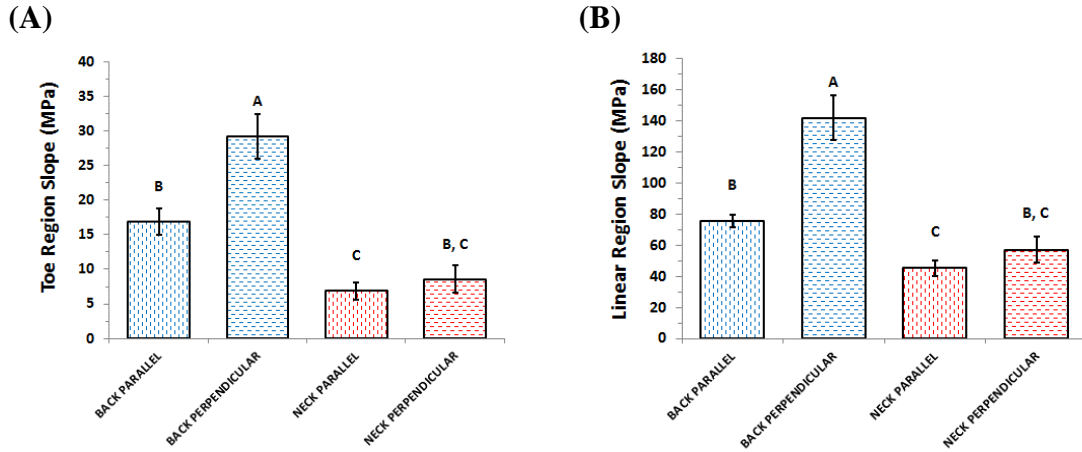 (A)
Toe Region Slope (MPa)
40
35
30
25
20
15
10
5
0
B
A
C
B, C
BACK PARALLEL
BACK PERPENDICULAR
NECK PARALLEL
NECK PERPENDICULAR
(B)
Linear Region Slope (MPa)
180
160
140
120
100
80
60
40
20
0
B
A
C
B, C
BACK PARALLEL
BACK PERPENDICULAR
NECK PARALLEL
NECK PERPENDICULAR